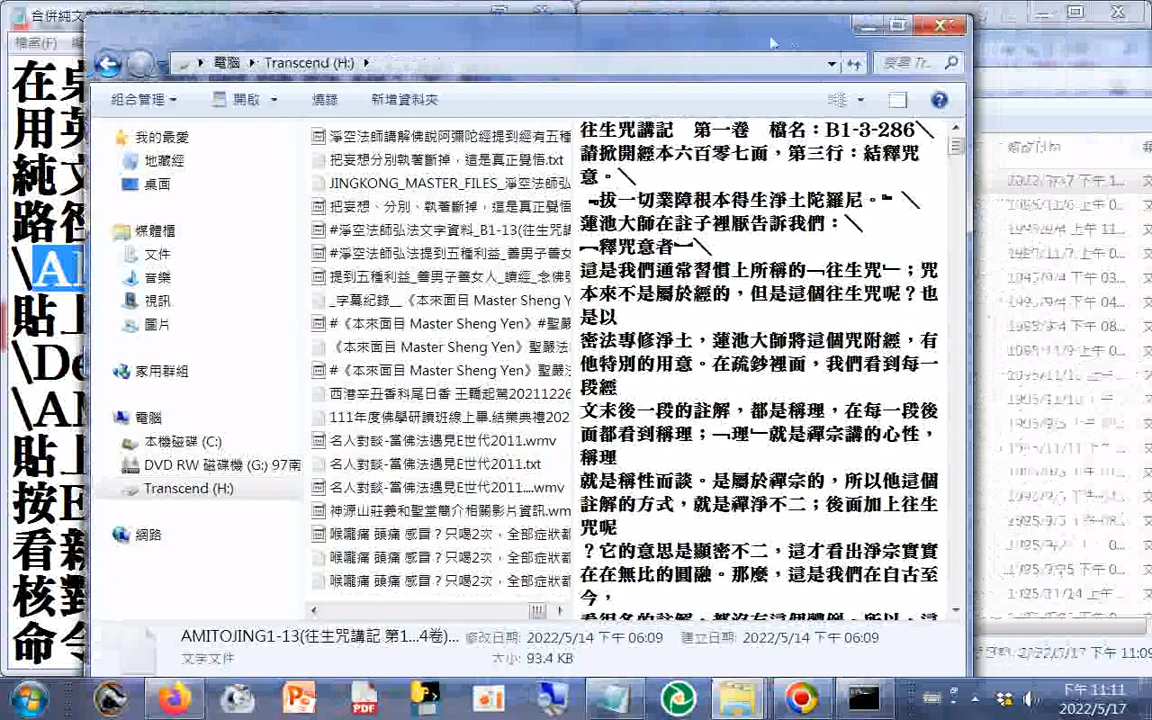 合併純文
檔案(F)
在桌
用英
純文
路徑
\AI
貼上
\De
\AM
貼上
按E
看新
核對
命令
電腦 Transcend (H:)
搜尋 Tr...
組合管理 開啟 燒錄 新增資料夾
我的最愛
地藏經
桌面
媒體櫃
文件
音樂
視訊
圖片
家用群組
電腦
本機磁碟 (C:)
DVD RW 磁碟機 (G:) 97南
Transcend (H:)
網路
淨空法師講解佛說阿彌陀經提到經有五種
把妄想分別執著斷掉，這是真正覺悟.txt
JINGKONG_MASTER_FILES_淨空法師弘
把妄想、分別、執著斷掉，這是真正覺悟
#淨空法師弘法文字資料_B1-13(往生咒講
#淨空法師弘法提到五種利益_善男子善女
提到五種利益_善男子善女人_讀經_念佛弘
_字幕紀錄__《本來面目 Master Sheng Y
#《本來面目 Master Sheng Yen》#聖嚴
《本來面目 Master Sheng Yen》聖嚴法
#《本來面目 Master Sheng Yen》聖嚴法
西港辛丑香科尾日香 王轎起駕20211226
111年度佛學研讀班線上畢.結業典禮202
名人對談-當佛法遇見E世代2011.wmv
名人對談-當佛法遇見E世代2011.txt
名人對談-當佛法遇見E世代2011....wmv
神源山莊義和聖堂簡介相關影片資訊.wm
喉嚨痛 頭痛 感冒？只喝2次，全部症狀都
喉嚨痛 頭痛 感冒？只喝2次，全部症狀都
喉嚨痛 頭痛 感冒？只喝2次，全部症狀都
往生咒講記 第一卷 檔名：B1-3-286\
請掀開經本六百零七面，第三行：結釋咒
意。\
﹃拔一切業障根本得生淨土陀羅尼。﹄\
蓮池大師在註子裡厭告訴我們：\
︻釋咒意者︼\
這是我們通常習慣上所稱的﹁往生咒﹂；咒
本來不是屬於經的，但是這個往生咒呢？也
是以
密法專修淨土，蓮池大師將這個咒附經，有
他特別的用意。在疏鈔裡面，我們看到每一
段經
文末後一段的註解，都是稱理，在每一段後
面都看到稱理；﹁理﹂就是禪宗講的心性，
稱理
就是稱性而談。是屬於禪宗的，所以他這個
註解的方式，就是禪淨不二；後面加上往生
咒呢
？它的意思是顯密不二，這才看出淨宗實實
在在無比的圓融。那麼，這是我們在自古至
今，
AMITOJING1-13(往生咒講記 第1...4卷)... 修改日期: 2022/5/14 下午 06:09 建立日期: 2022/5/14 下午 06:09
文字文件 大小: 93.4 KB
2022/5/17 下午 11:09
下午 11:11
2022/5/17